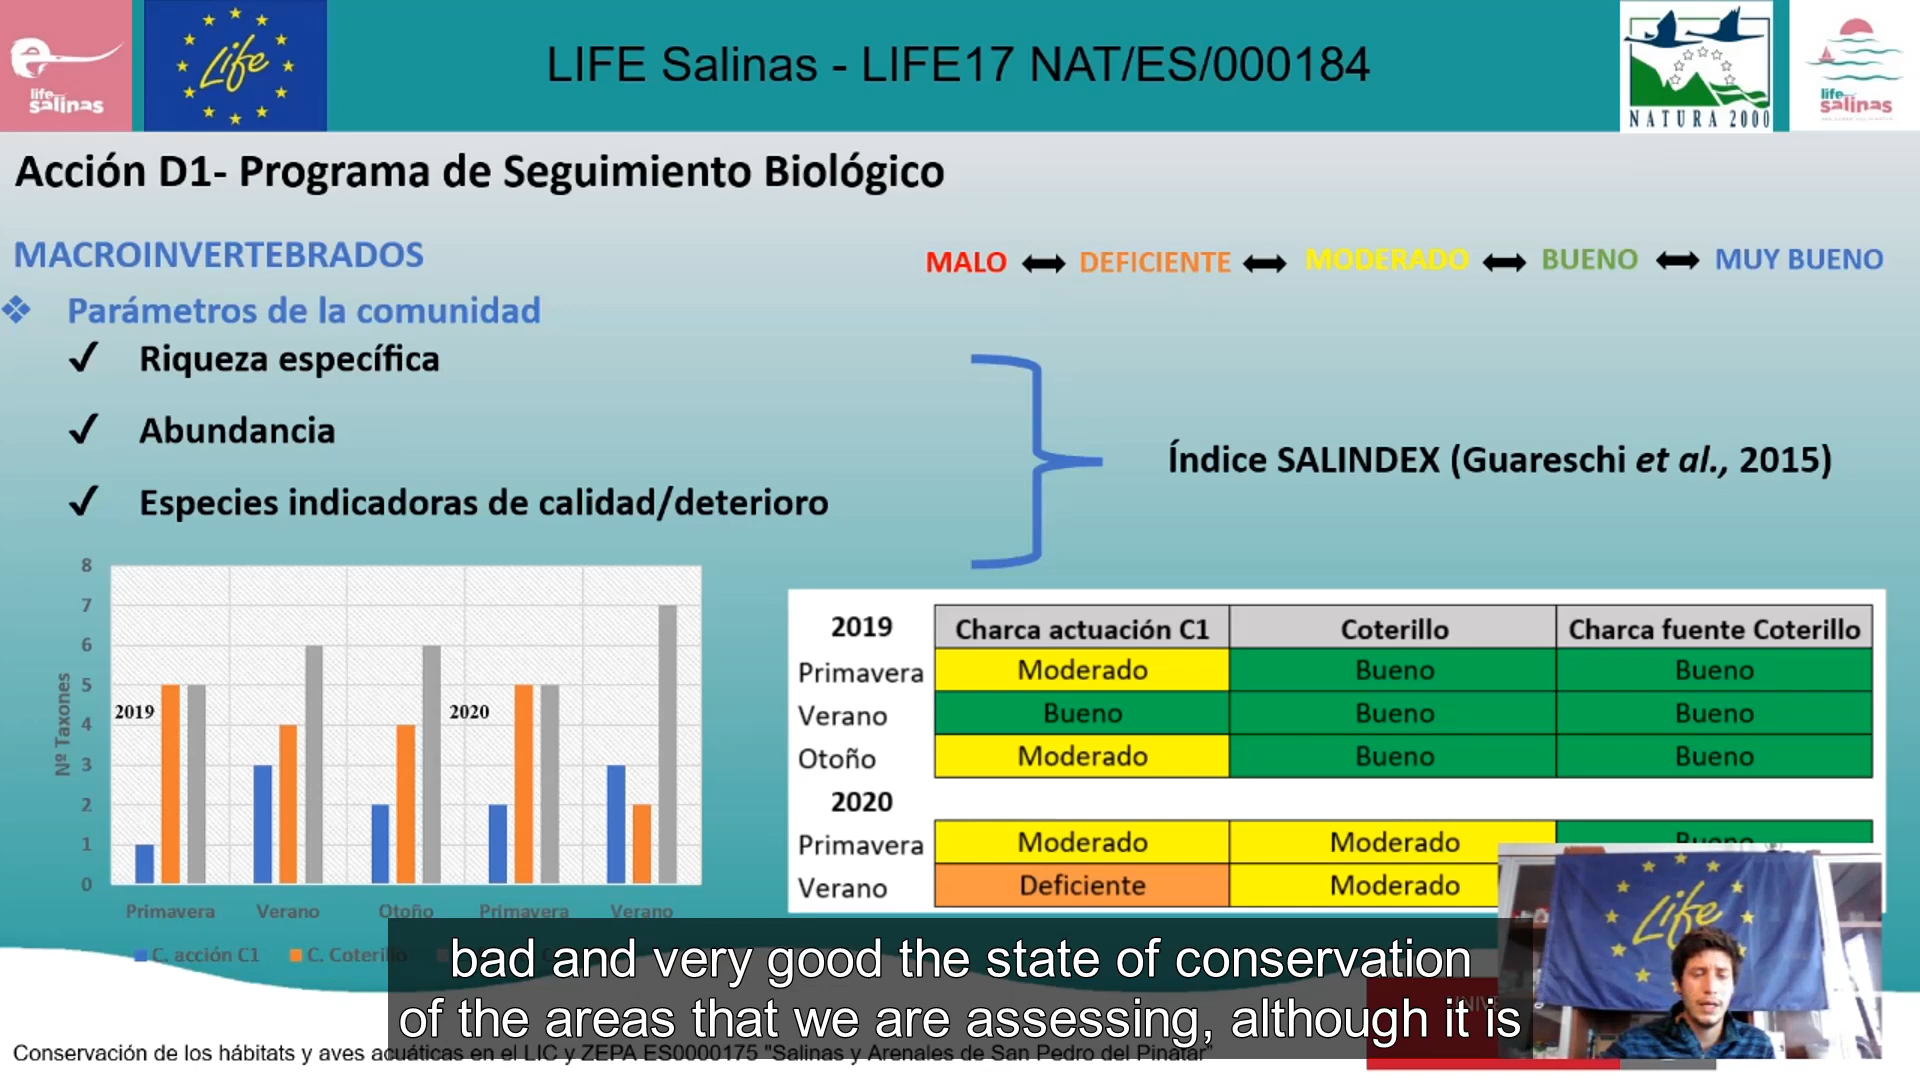 life
salinas
Life
LIFE Salinas - LIFE17 NAT/ES/000184
NATURA 2000
life
salinas
Acción D1- Programa de Seguimiento Biológico
MACROINVERTEBRADOS
MALO DEFICIENTE MODERADO BUENO MUY BUENO
Parámetros de la comunidad
✓ Riqueza específica
✓ Abundancia
✓ Especies indicadoras de calidad/deterioro
Índice SALINDEX (Guareschi et al., 2015)
8
7
6
5
4
3
2
1
0
Nº Taxones
2019
2020
Primavera Verano Otoño Primavera Verano
C. acción C1 C. Coterillo
2019 Charca actuación C1 Coterillo Charca fuente Coterillo
Primavera Moderado Bueno Bueno
Verano Bueno Bueno Bueno
Otoño Moderado Bueno Bueno
2020
Primavera Moderado Moderado Bueno
Verano Deficiente Moderado
Life
bad and very good the state of conservation
of the areas that we are assessing, although it is
Conservación de los hábitats y aves acuáticas en el LIC y ZEPA ES0000175 "Salinas y Arenales de San Pedro del Pinatar"